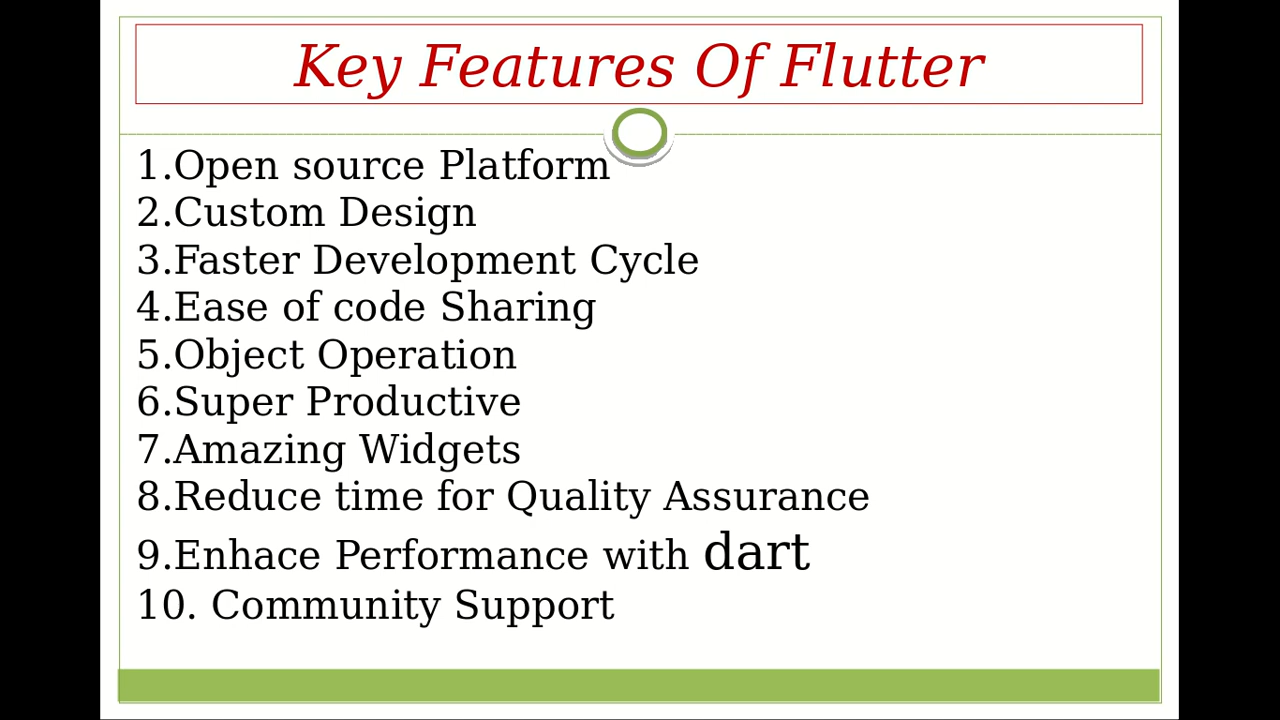 Key Features Of Flutter
1.Open source Platform
2.Custom Design
3.Faster Development Cycle
4.Ease of code Sharing
5.Object Operation
6.Super Productive
7.Amazing Widgets
8.Reduce time for Quality Assurance
9.Enhace Performance with dart
10. Community Support